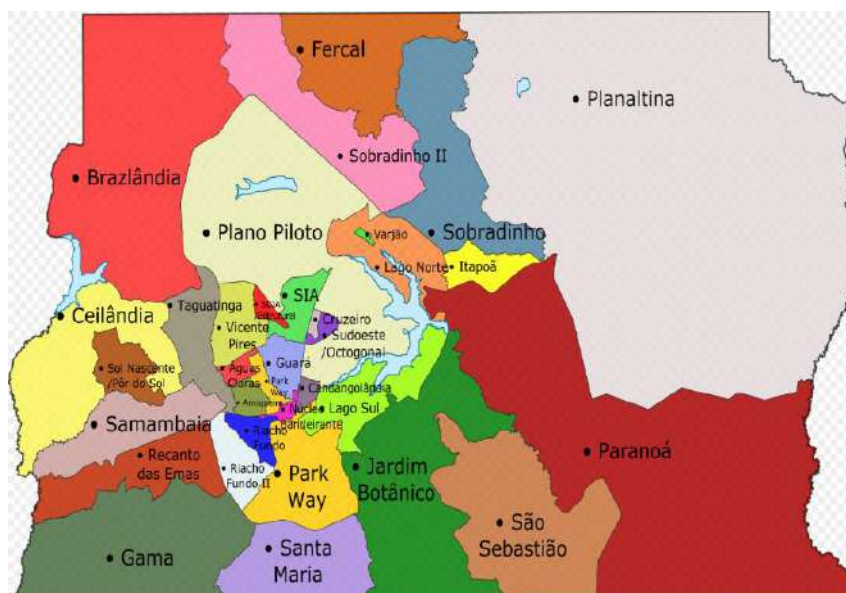 Fercal
Planaltina
Sobradinho II
Brazlândia
Plano Piloto
Varjão
Sobradinho
Lago Norte
Itapoã
Taguatinga
SIA
Ceilândia
Vicente
Pires
Cruzeiro
Sudoeste
/Octogonal
Sol Nascente
/Pôr do Sol
Águas
Claras
Guará
Park
Way
Candangolândia
Arniqueira
Núcleo
Bandeirante
Lago Sul
Samambaia
Riacho
Fundo
Recanto
das Emas
Riacho
Fundo II
Park
Way
Jardim
Botânico
Paranoá
São
Sebastião
Gama
Santa
Maria